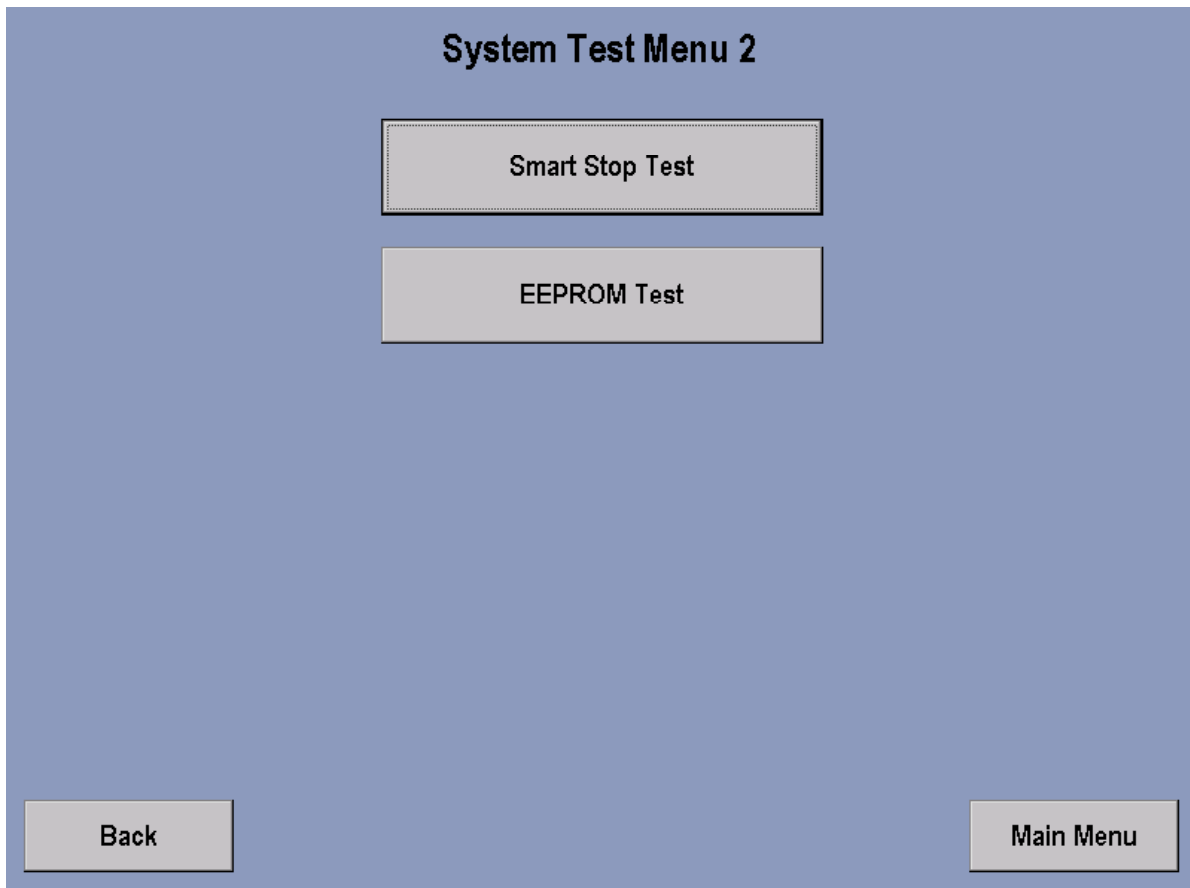 System Test Menu 2
Smart Stop Test
EEPROM Test
Back
Main Menu